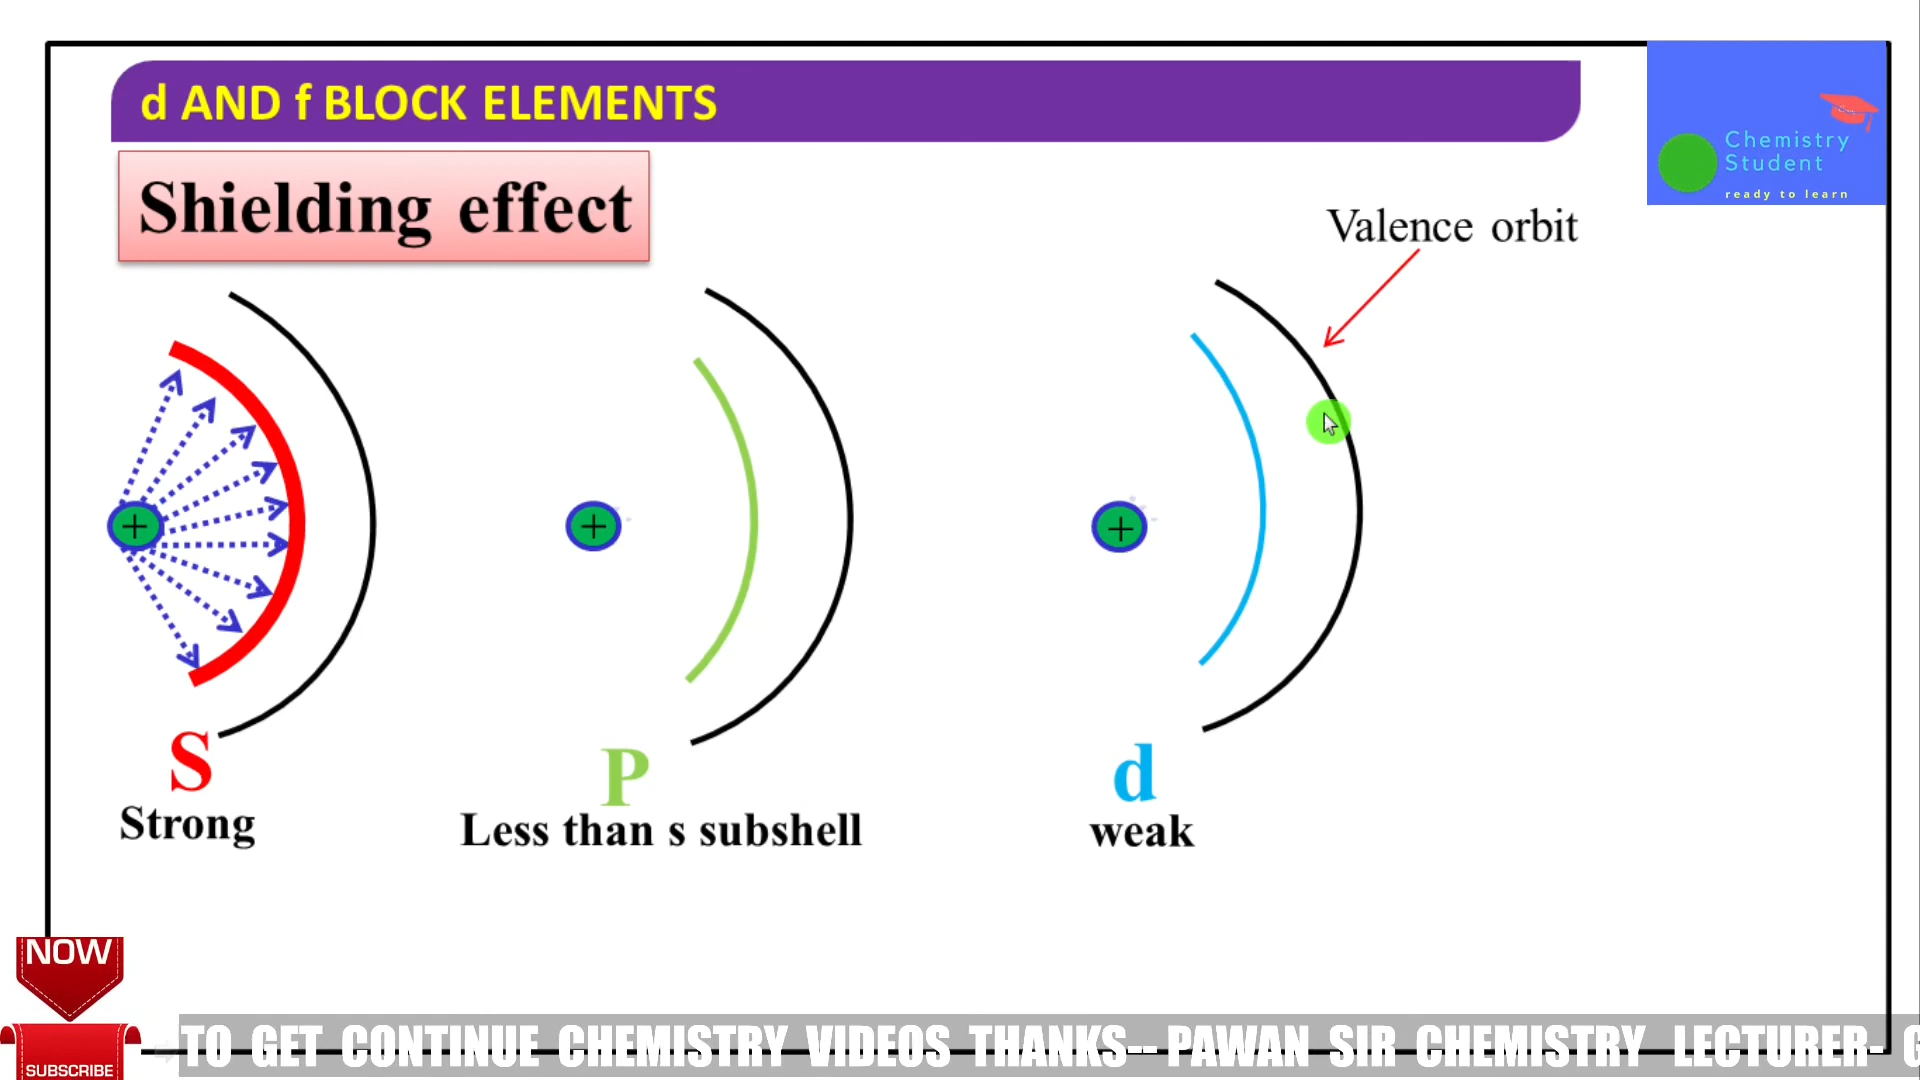 d AND f BLOCK ELEMENTS
Shielding effect
Chemistry
Student
ready to learn
Valence orbit
+
+
+
S
Strong
P
Less than s subshell
d
weak
NOW
SUBSCRIBE
TO GET CONTINUE CHEMISTRY VIDEOS THANKS-- PAWAN SIR CHEMISTRY LECTURER- G